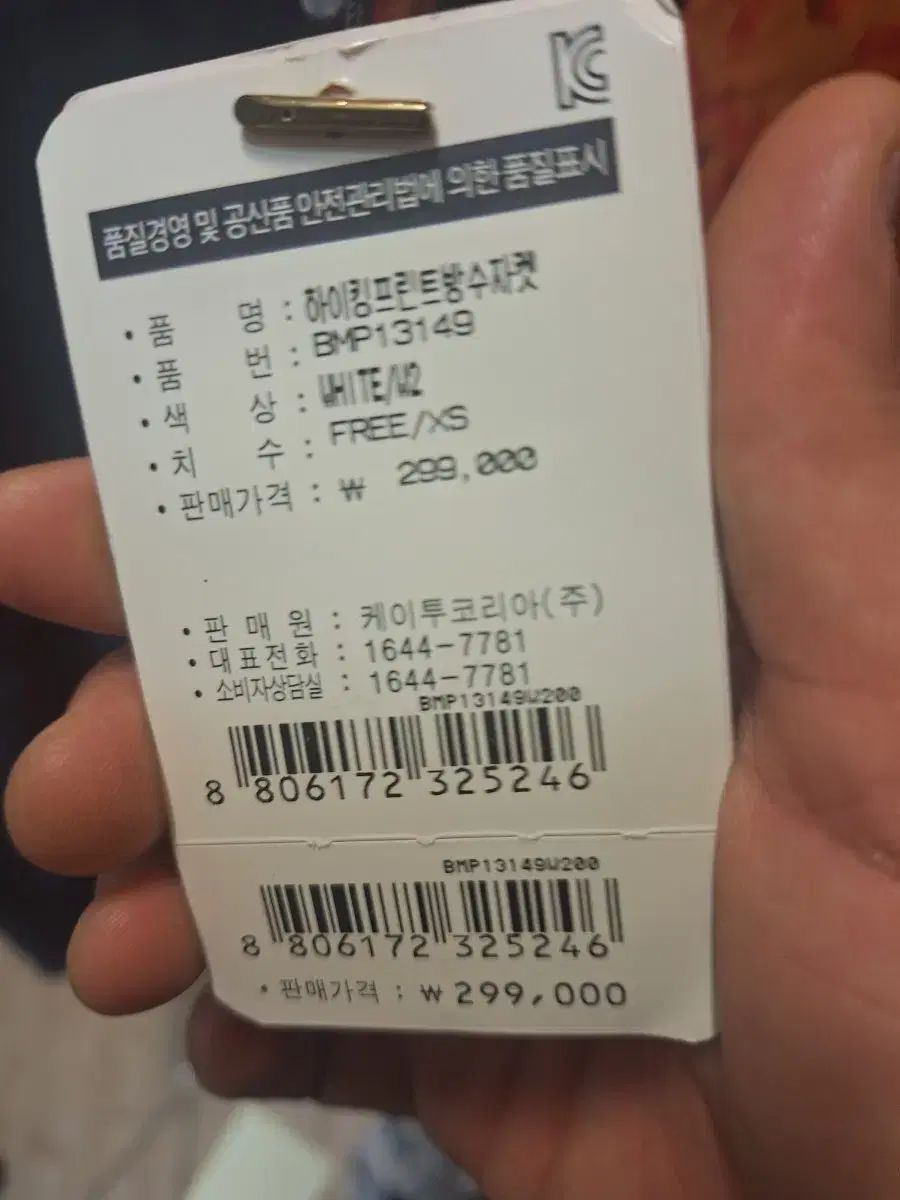 KC
품질경영 및 공산품 안전관리법에 의한 품질표시
• 품 명 : 하이킹프린트방수자켓
• 품 번 : BMP13149
• 색 상 : WHITE/W2
• 치 수 : FREE/XS
• 판매가격 : ₩ 299,000
• 판 매 원 : 케이투코리아(주)
• 대표전화 : 1644-7781
• 소비자상담실 : 1644-7781
BMP13149W200
8 806172 325246
BMP13149W200
8 806172 325246
• 판매가격 : ₩ 299,000